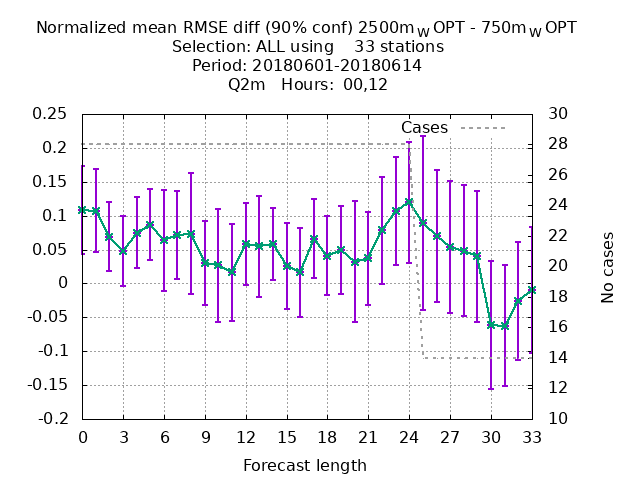 Normalized mean RMSE diff (90% conf) 2500m_W OPT - 750m_W OPT
Selection: ALL using 33 stations
Period: 20180601-20180614
Q2m Hours: 00,12
Cases
0.25
0.2
0.15
0.1
0.05
0
-0.05
-0.1
-0.15
-0.2
30
28
26
24
22
20
18
16
14
12
10
No cases
0 3 6 9 12 15 18 21 24 27 30 33
Forecast length